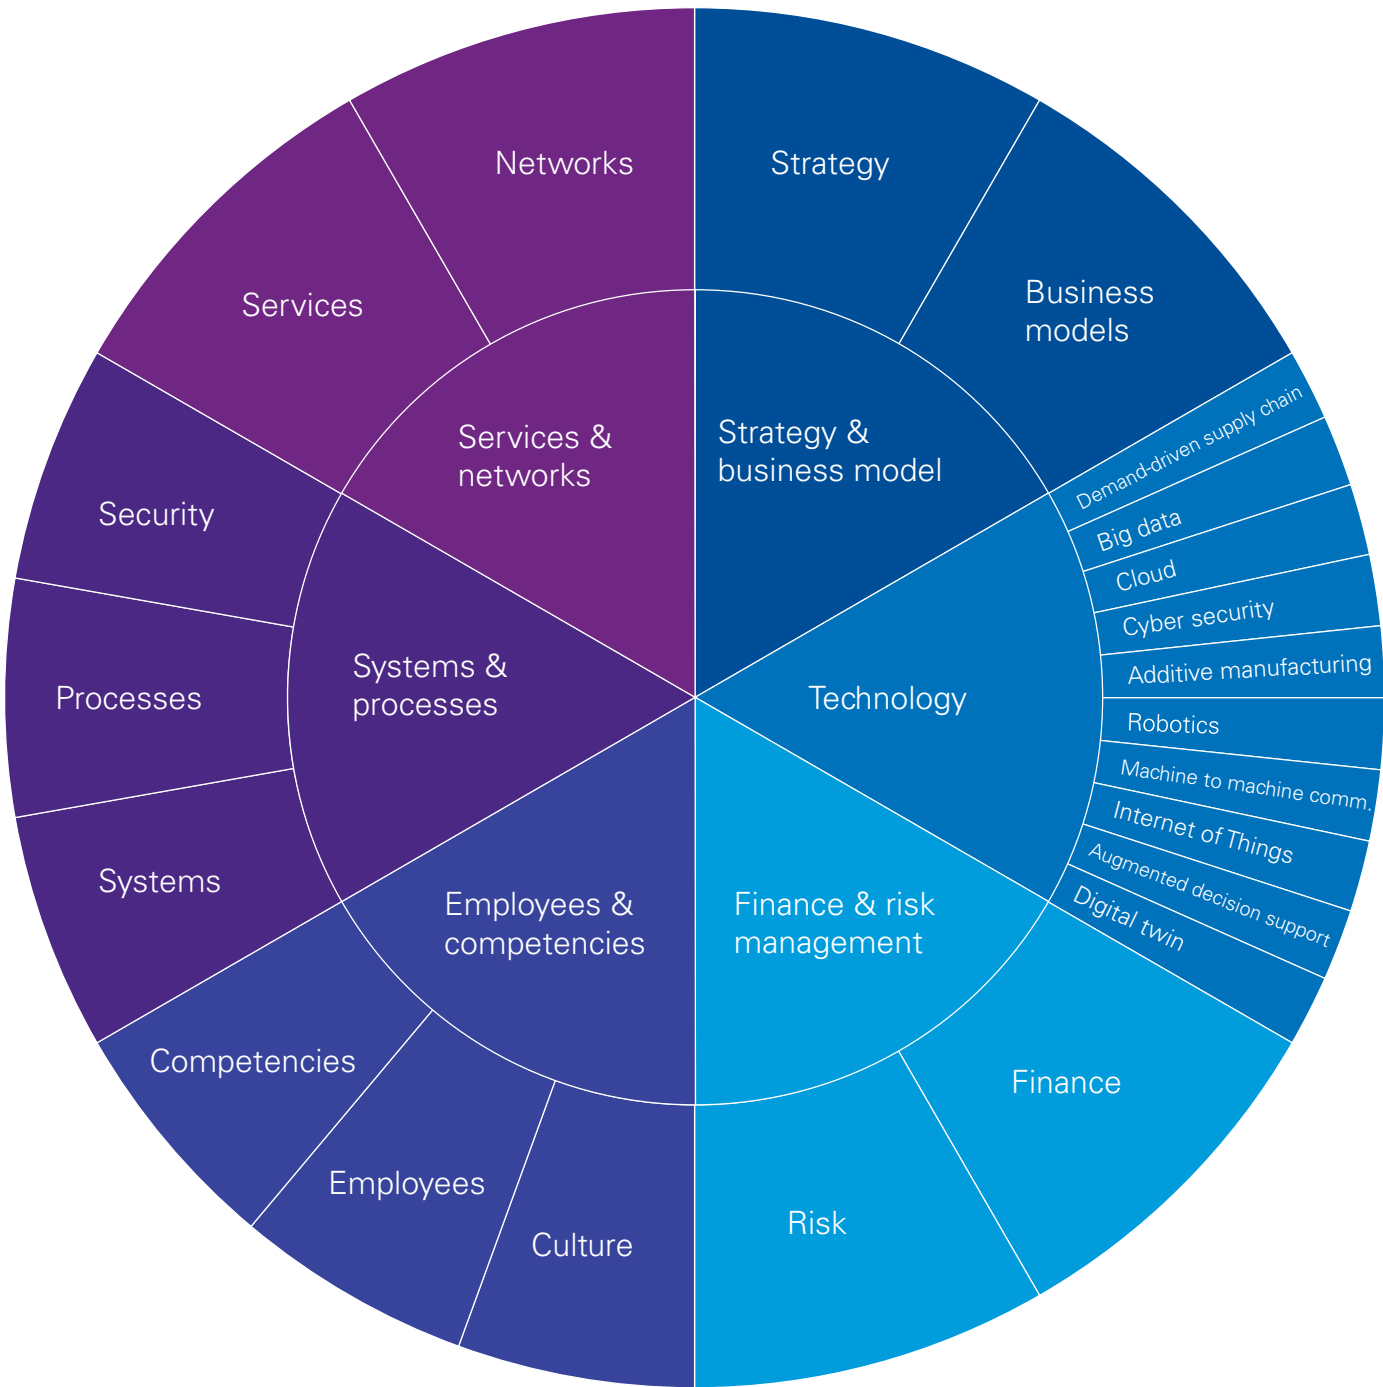 Networks
Strategy
Services
Business
models
Services &
networks
Strategy &
business model
Demand-driven supply chain
Big data
Cloud
Cyber security
Additive manufacturing
Robotics
Machine to machine comm.
Internet of Things
Augmented decision support
Digital twin
Security
Processes
Systems
Systems &
processes
Technology
Employees &
competencies
Finance & risk
management
Competencies
Employees
Culture
Risk
Finance